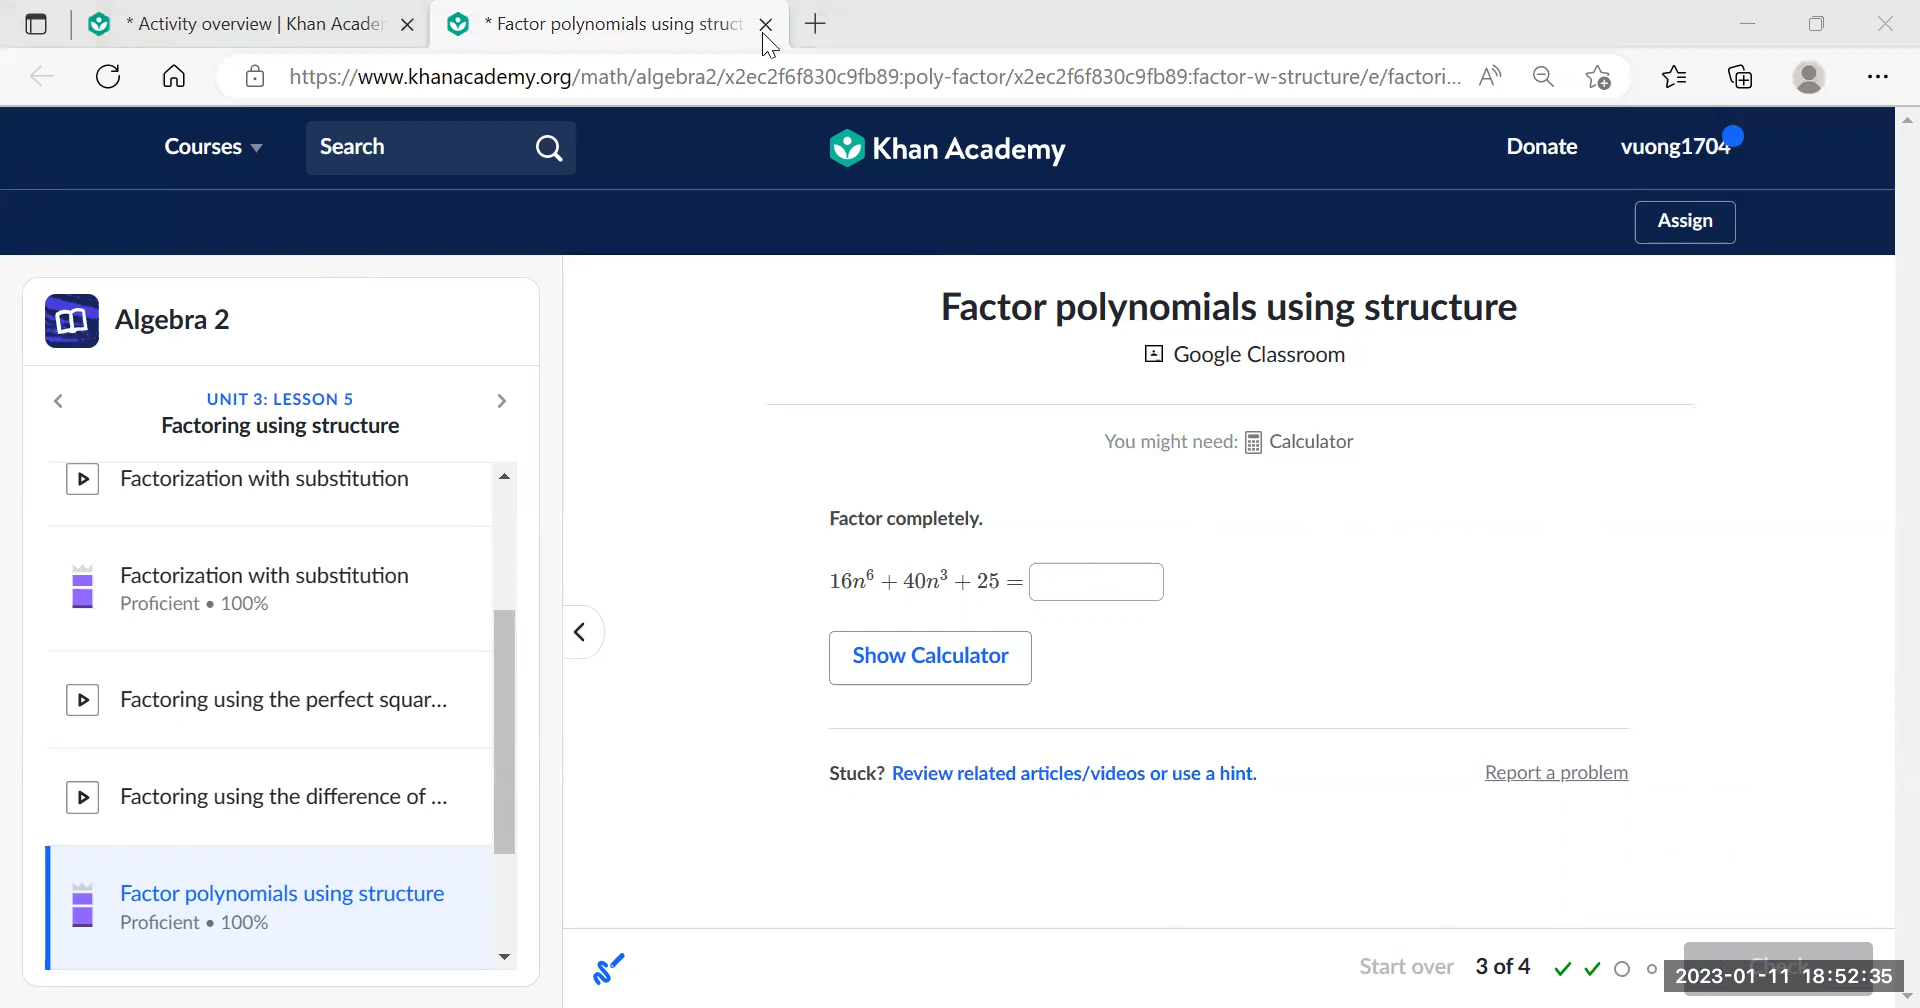 * Activity overview | Khan Acade
* Factor polynomials using struct
https://www.khanacademy.org/math/algebra2/x2ec2f6f830c9fb89:poly-factor/x2ec2f6f830c9fb89:factor-w-structure/e/factori...
Courses
Search
Khan Academy
Donate
vuong1704
Assign
Algebra 2
UNIT 3: LESSON 5
Factoring using structure
Factorization with substitution
Factorization with substitution
Proficient • 100%
Factoring using the perfect squar...
Factoring using the difference of ...
Factor polynomials using structure
Proficient • 100%
Factor polynomials using structure
Google Classroom
You might need: Calculator
Factor completely.
16n⁶ + 40n³ + 25 =
Show Calculator
Stuck? Review related articles/videos or use a hint.
Report a problem
Start over 3 of 4
Check
2023-01-11 18:52:35